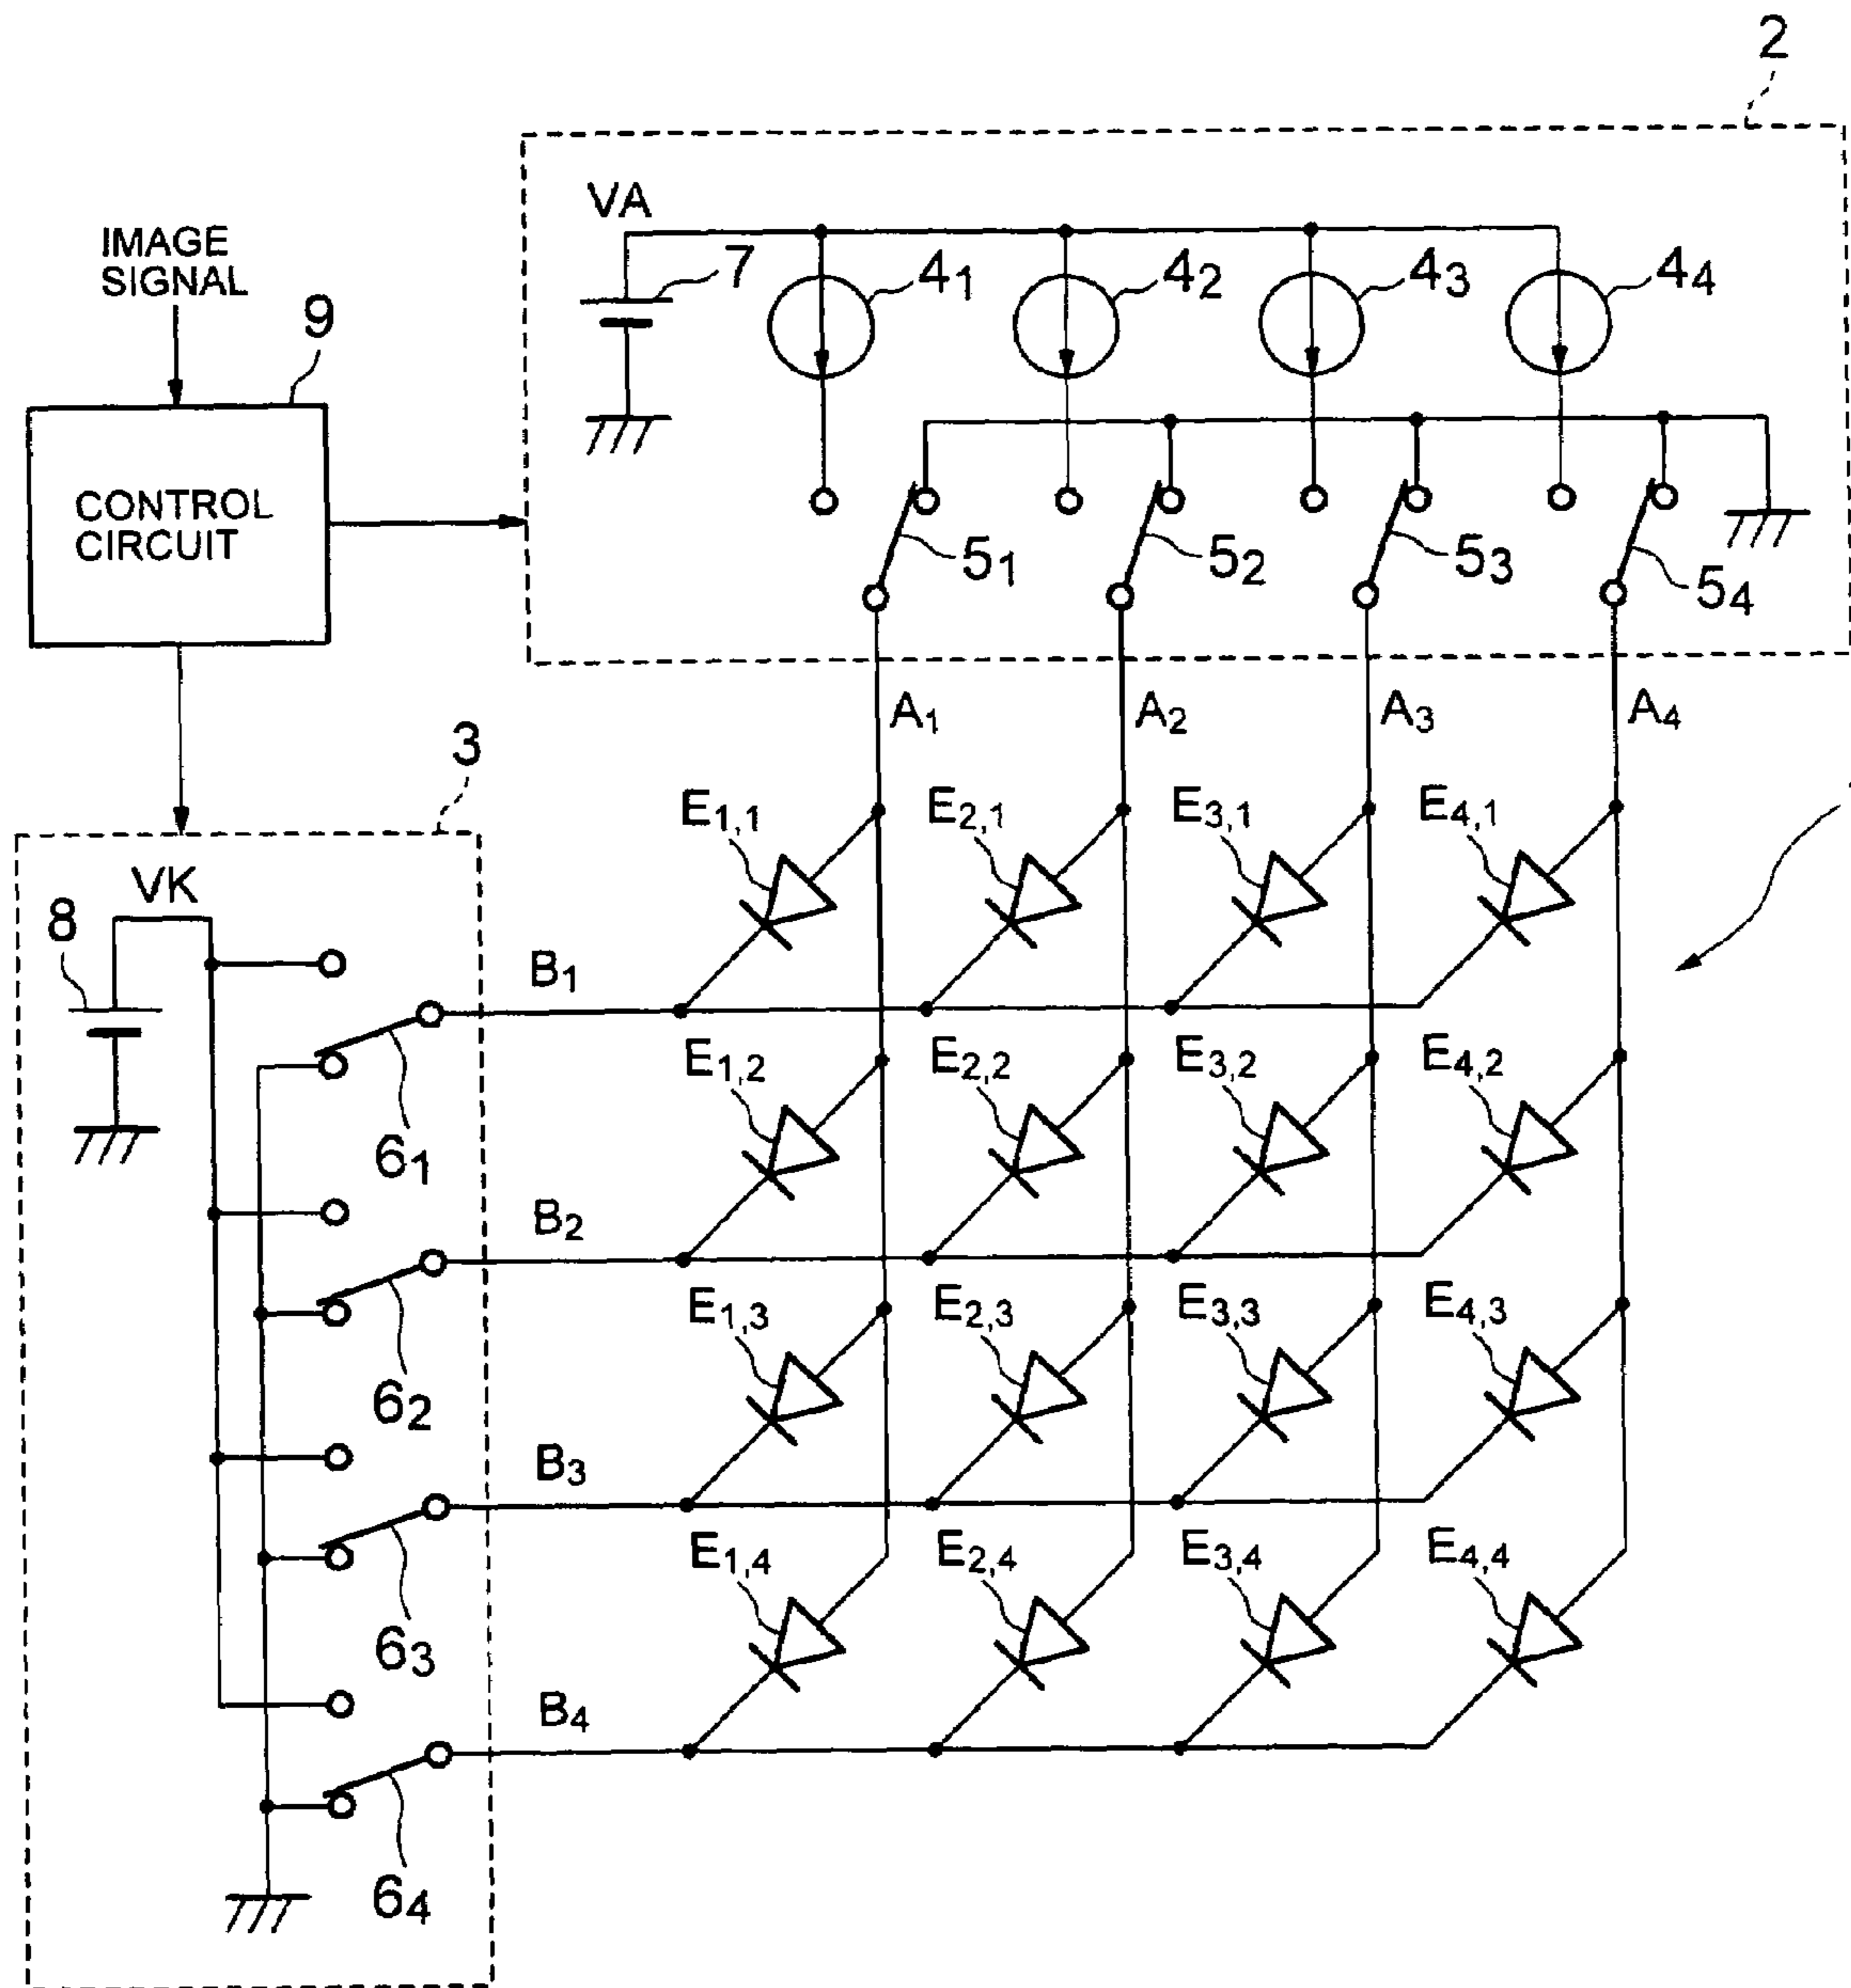 2
VA
IMAGE
SIGNAL
7
4₁
4₂
4₃
4₄
9
CONTROL
CIRCUIT
5₁
5₂
5₃
5₄
A₁
A₂
A₃
A₄
3
E₁,₁
E₂,₁
E₃,₁
E₄,₁
VK
8
B₁
E₁,₂
E₂,₂
E₃,₂
E₄,₂
6₁
B₂
E₁,₃
E₂,₃
E₃,₃
E₄,₃
6₂
B₃
E₁,₄
E₂,₄
E₃,₄
E₄,₄
6₃
B₄
6₄